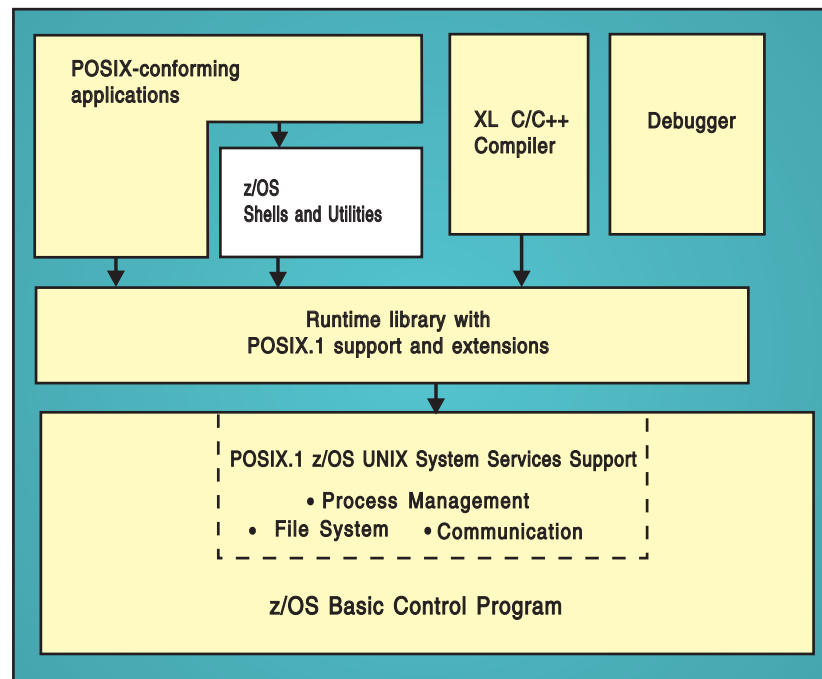 POSIX-conforming
applications
XL C/C++
Compiler
Debugger
z/OS
Shells and Utilities
Runtime library with
POSIX.1 support and extensions
POSIX.1 z/OS UNIX System Services Support
• Process Management
• File System • Communication
z/OS Basic Control Program